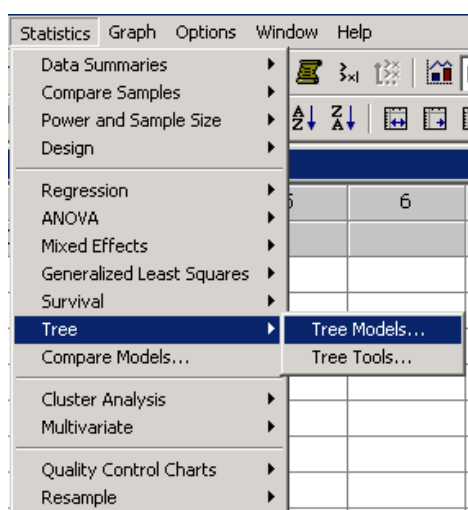 Statistics Graph Options Window Help
Data Summaries
Compare Samples
Power and Sample Size
Design
Regression
6
ANOVA
Mixed Effects
Generalized Least Squares
Survival
Tree
Tree Models...
Compare Models...
Tree Tools...
Cluster Analysis
Multivariate
Quality Control Charts
Resample